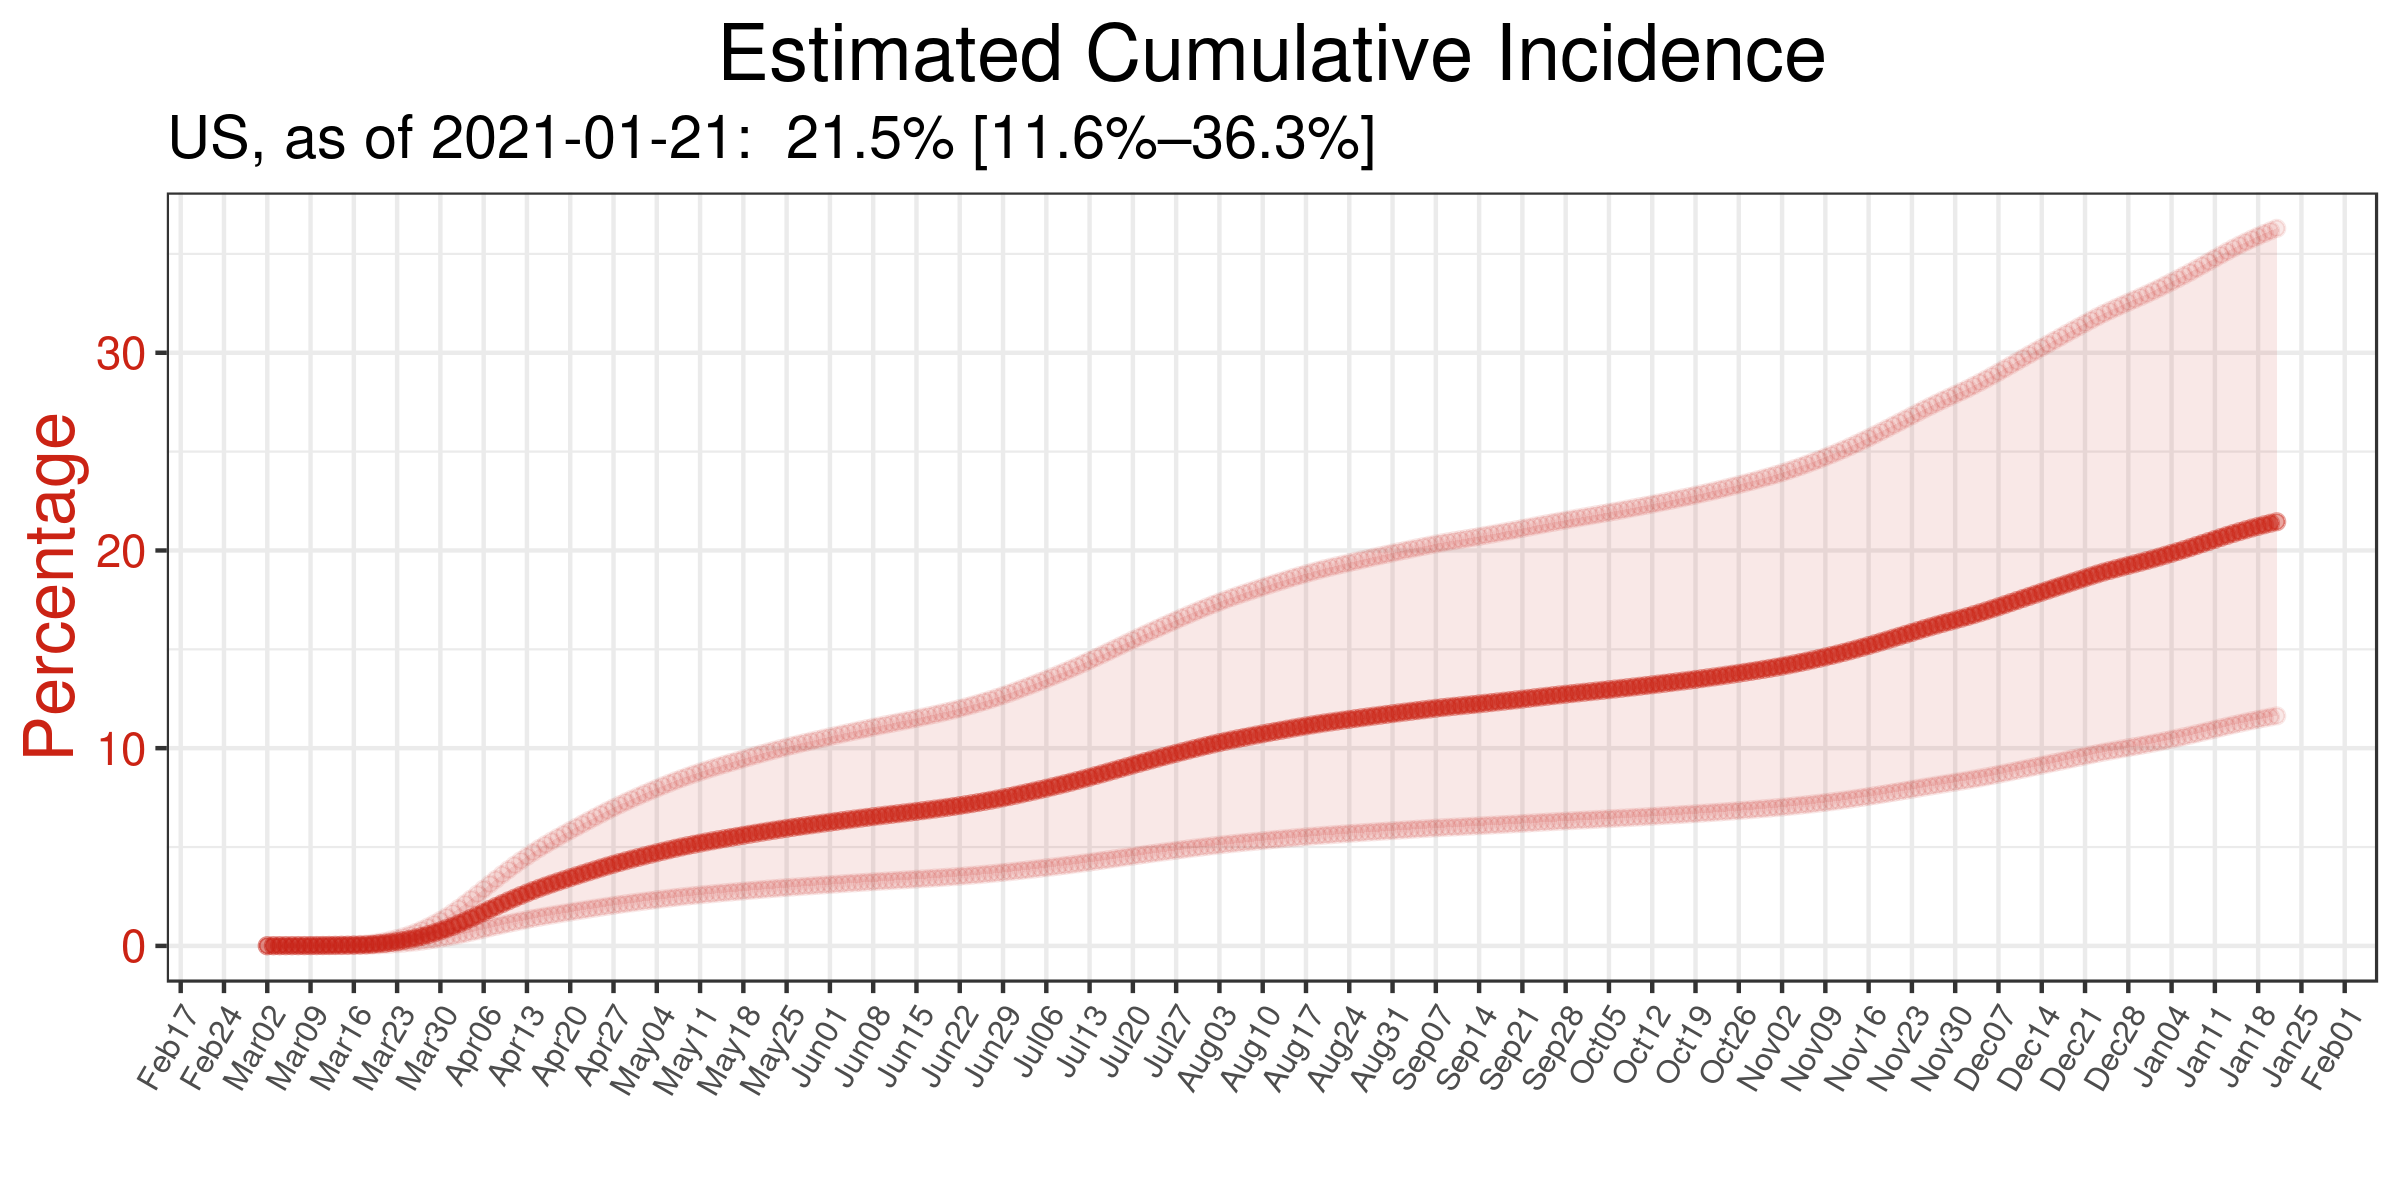 Estimated Cumulative Incidence
US, as of 2021-01-21:  21.5% [11.6%–36.3%]
Percentage
30
20
10
0
Feb17
Feb24
Mar02
Mar09
Mar16
Mar23
Mar30
Apr06
Apr13
Apr20
Apr27
May04
May11
May18
May25
Jun01
Jun08
Jun15
Jun22
Jun29
Jul06
Jul13
Jul20
Jul27
Aug03
Aug10
Aug17
Aug24
Aug31
Sep07
Sep14
Sep21
Sep28
Oct05
Oct12
Oct19
Oct26
Nov02
Nov09
Nov16
Nov23
Nov30
Dec07
Dec14
Dec21
Dec28
Jan04
Jan11
Jan18
Jan25
Feb01